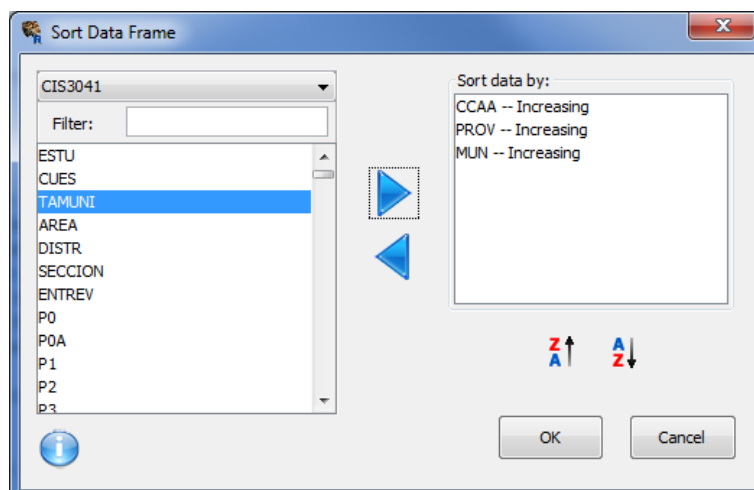 Sort Data Frame
CIS3041
Filter:
ESTU
CUES
TAMUNI
AREA
DISTR
SECCION
ENTREV
P0
P0A
P1
P2
P3
Sort data by:
CCAA -- Increasing
PROV -- Increasing
MUN -- Increasing
Z A
A Z
OK
Cancel